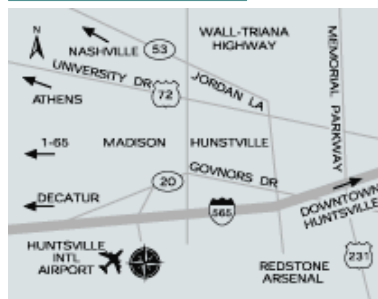 N
NASHVILLE
53
WALL-TRIANA
HIGHWAY
MEMORIAL PARKWAY
UNIVERSITY DR
72
JORDAN LA
ATHENS
1-65
MADISON
HUNSTVILLE
GOVNORS DR
20
DECATUR
565
DOWNTOWN
HUNTSVILLE
HUNTSVILLE
INTL
AIRPORT
REDSTONE
ARSENAL
231